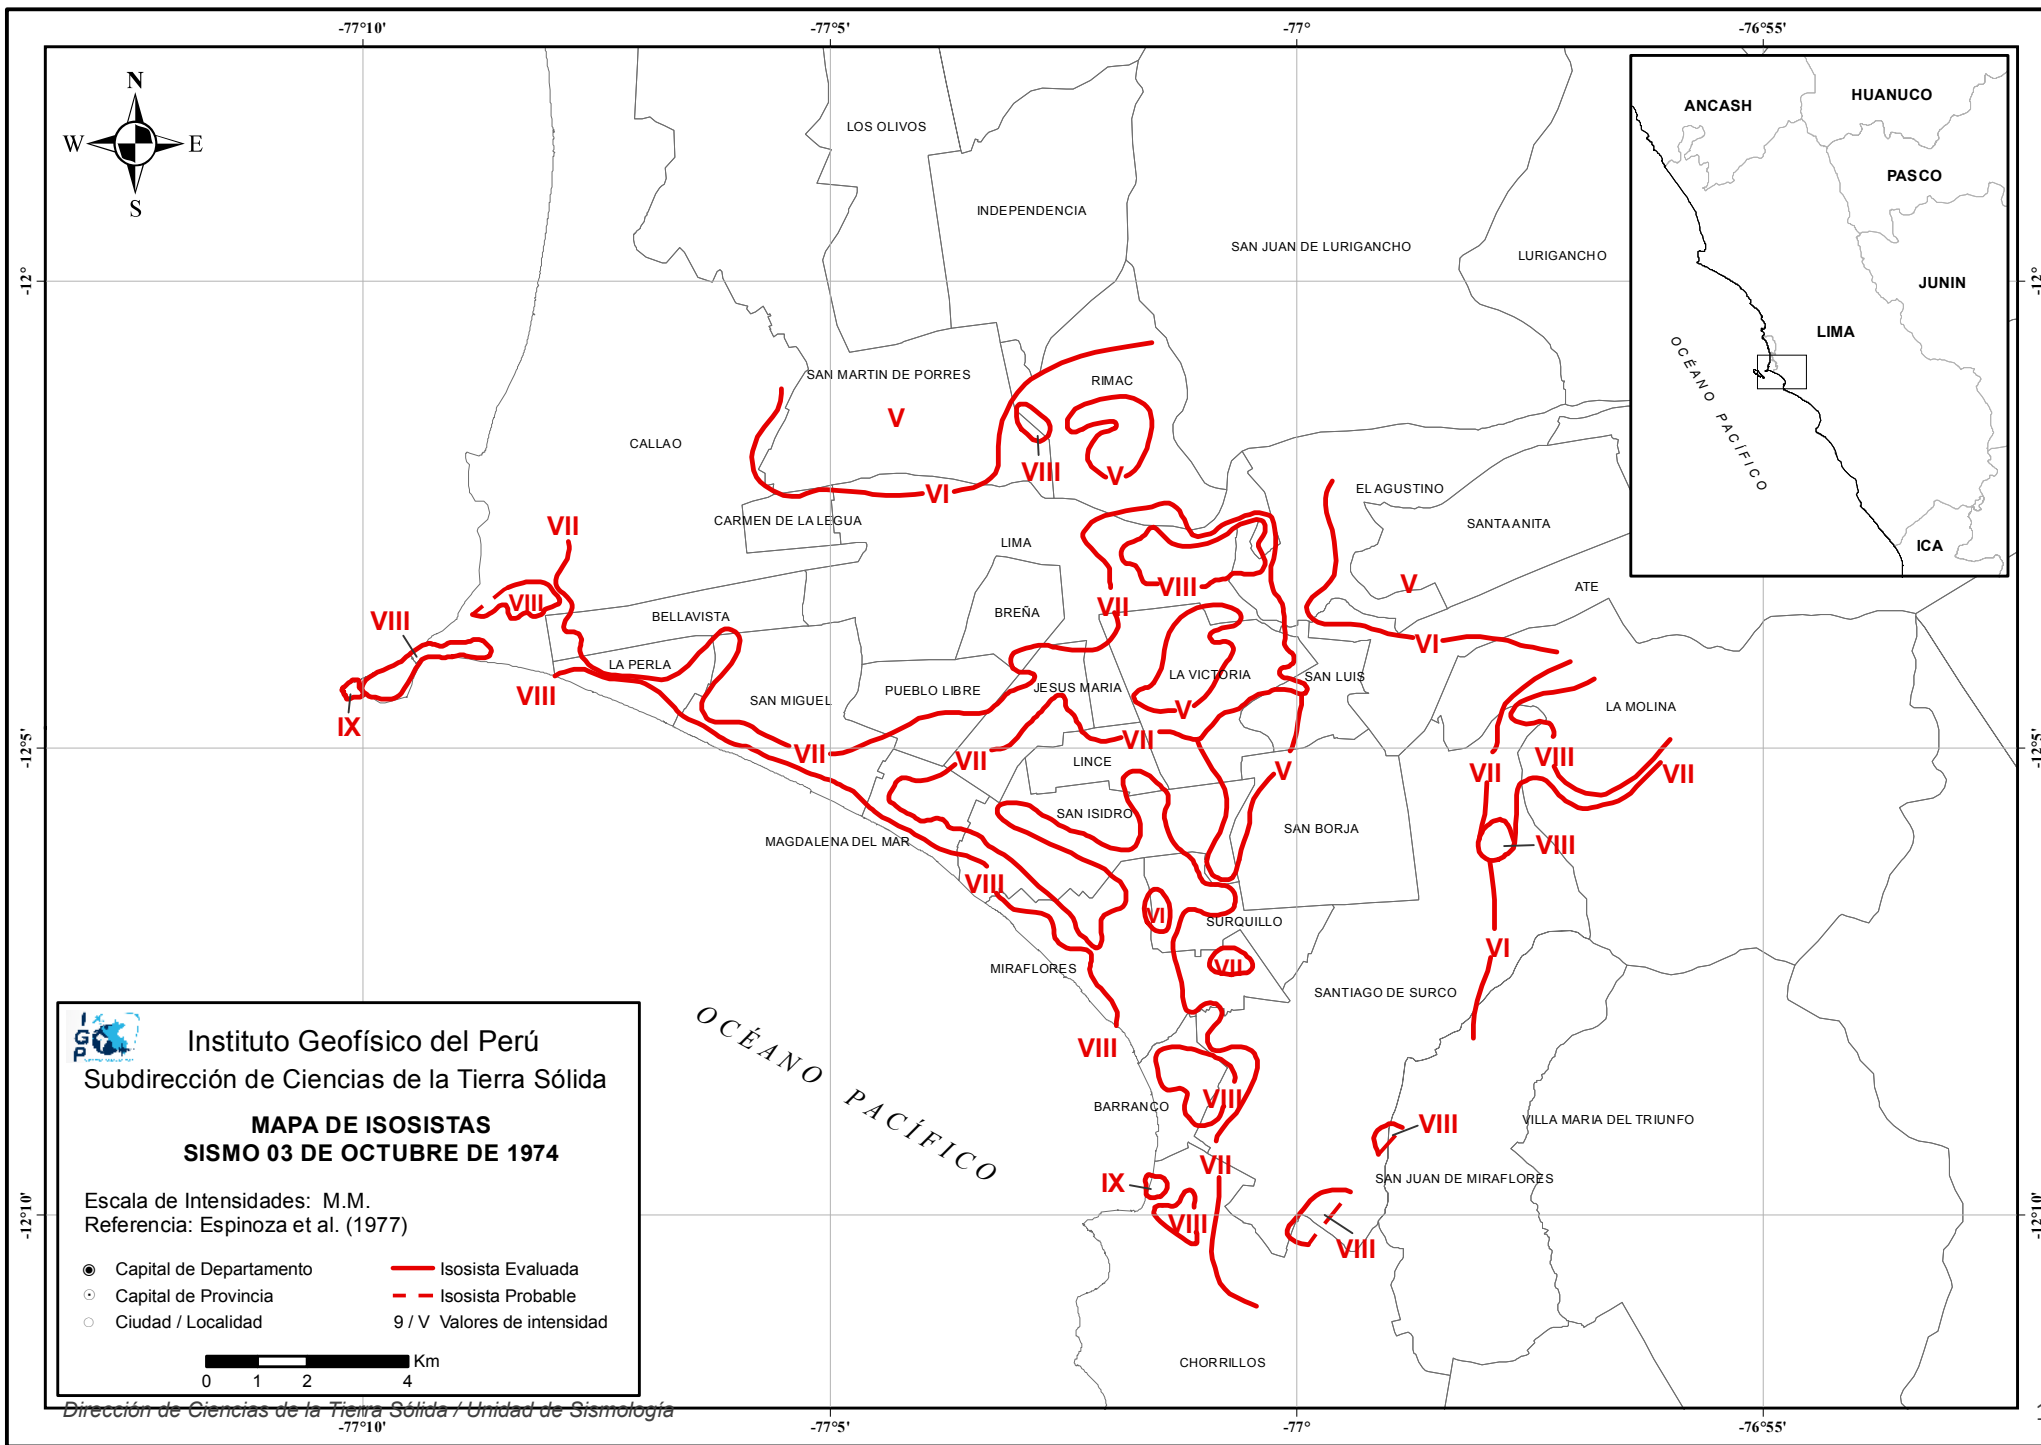 -77°10'
-77°5'
-77°
-76°55'
N
W
E
S
LOS OLIVOS
INDEPENDENCIA
SAN JUAN DE LURIGANCHO
LURIGANCHO
ANCASH
HUANUCO
PASCO
JUNIN
LIMA
OCÉANO PACÍFICO
ICA
-12°
-12°
SAN MARTIN DE PORRES
RIMAC
V
CALLAO
VIII
V
VI
EL AGUSTINO
SANTA ANITA
CARMEN DE LA LEGUA
VII
LIMA
VIII
V
ATE
VIII
VII
VIII
BELLAVISTA
BREÑA
VI
LA PERLA
SAN MIGUEL
PUEBLO LIBRE
JESUS MARIA
LA VICTORIA
SAN LUIS
VIII
IX
V
LA MOLINA
-12°5'
-12°5'
VII
VII
VII
LINCE
V
VII
VIII
VII
SAN ISIDRO
SAN BORJA
MAGDALENA DEL MAR
VIII
VIII
VI
SURQUILLO
VII
VI
MIRAFLORES
SANTIAGO DE SURCO
OCÉANO PACÍFICO
VIII
BARRANCO
VIII
VIII
VILLA MARIA DEL TRIUNFO
VII
IX
SAN JUAN DE MIRAFLORES
VIII
VIII
-12°10'
-12°10'
CHORRILLOS
IGP
Instituto Geofísico del Perú
Subdirección de Ciencias de la Tierra Sólida
MAPA DE ISOSISTAS
SISMO 03 DE OCTUBRE DE 1974
Escala de Intensidades: M.M.
Referencia: Espinoza et al. (1977)
Capital de Departamento
Isosista Evaluada
Capital de Provincia
Isosista Probable
Ciudad / Localidad
9 / V Valores de intensidad
Km
0 1 2 4
Dirección de Ciencias de la Tierra Sólida / Unidad de Sismología
-77°10'
-77°5'
-77°
-76°55'